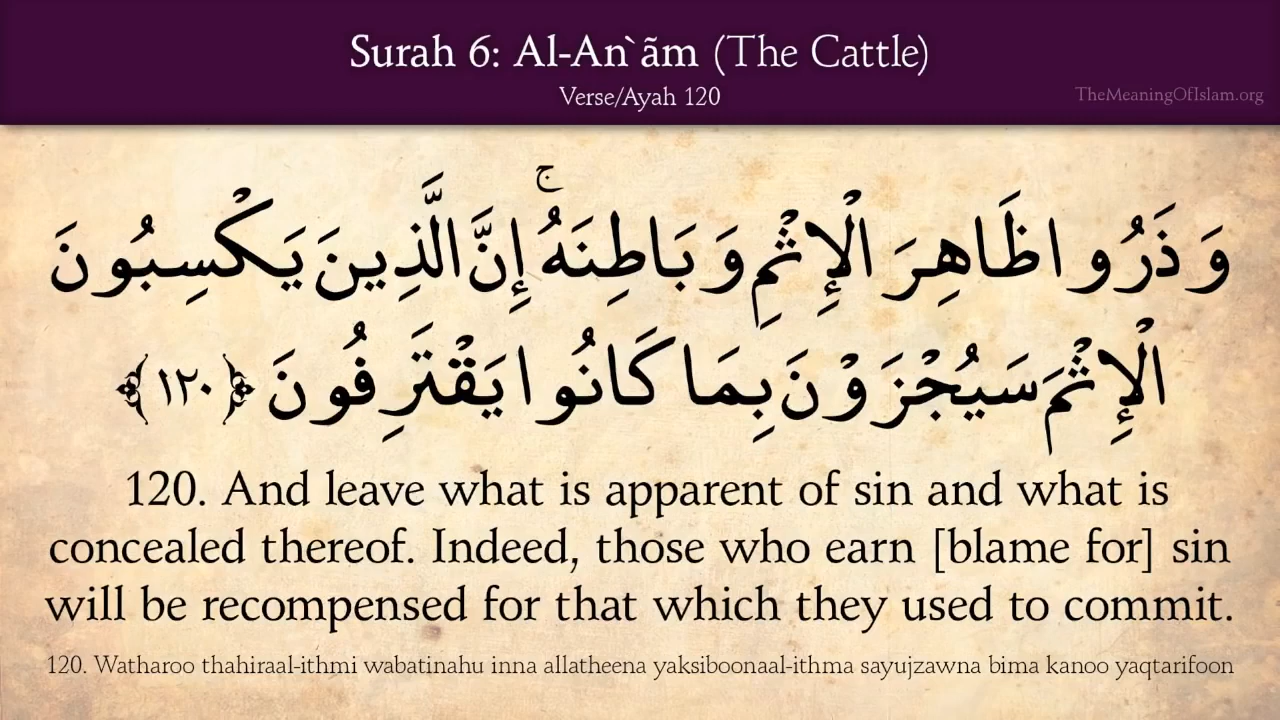 Surah 6: Al-An`ãm (The Cattle)
Verse/Ayah 120
TheMeaningOfIslam.org
وَذَرُوا ظَاهِرَ الْإِثْمِ وَبَاطِنَهُ ۚ إِنَّ الَّذِينَ يَكْسِبُونَ
الْإِثْمَ سَيُجْزَوْنَ بِمَا كَانُوا يَقْتَرِفُونَ ﴿١٢٠﴾
120. And leave what is apparent of sin and what is
concealed thereof. Indeed, those who earn [blame for] sin
will be recompensed for that which they used to commit.
120. Watharoo thahiraal-ithmi wabatinahu inna allatheena yaksiboonaal-ithma sayujzawna bima kanoo yaqtarifoon